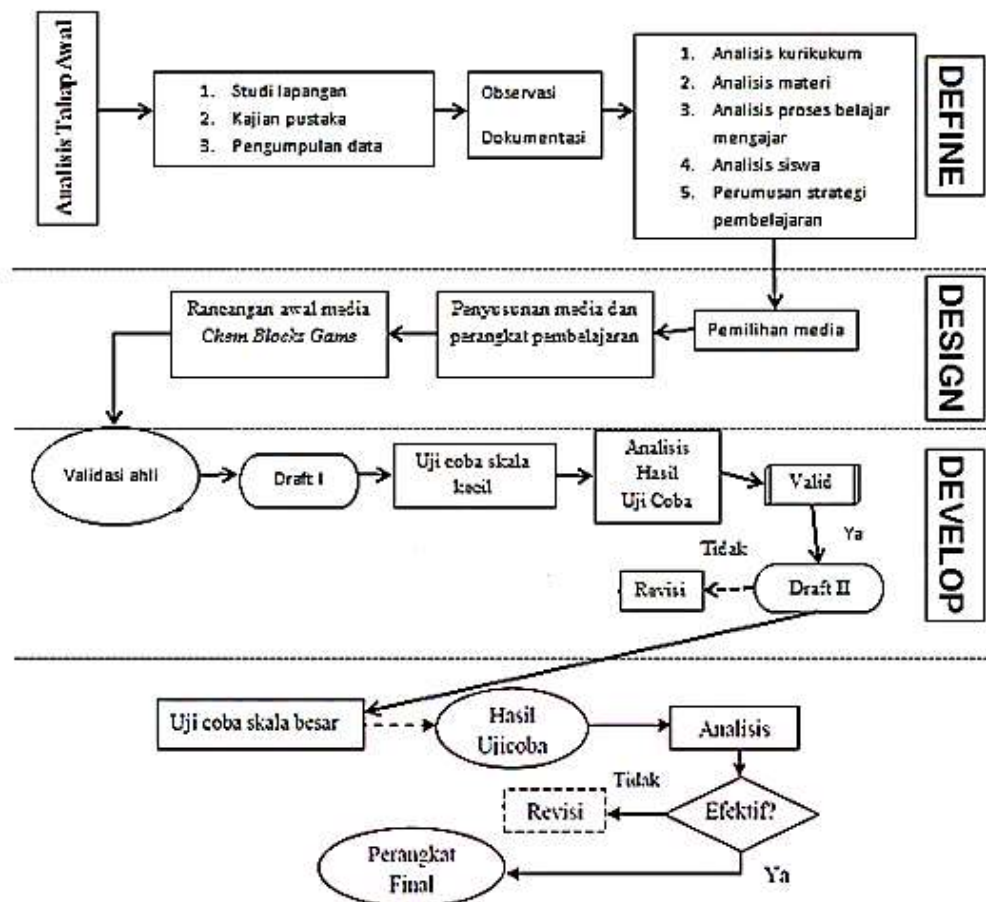 Analisis Tahap Awal
1. Studi lapangan
2. Kajian pustaka
3. Pengumpulan data
Observasi
Dokumentasi
1. Analisis kurikukum
2. Analisis materi
3. Analisis proses belajar
mengajar
4. Analisis siswa
5. Perumusan strategi
pembelajaran
DEFINE
Rancangan awal media
Chem Blocks Game
Penyusunan media dan
perangkat pembelajaran
Pemilihan media
DESIGN
Validasi ahli
Draft I
Uji coba skala
kecil
Analisis
Hasil
Uji Coba
Valid
Ya
Tidak
Revisi
Draft II
DEVELOP
Uji coba skala besar
Hasil
Ujicoba
Analisis
Tidak
Revisi
Efektif?
Perangkat
Final
Ya